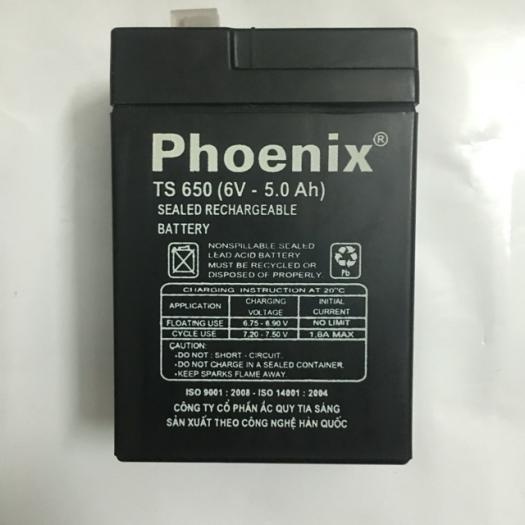 Phoenix®
TS 650 (6V - 5.0 Ah)
SEALED RECHARGEABLE
BATTERY
NONSPILLABLE SEALED
LEAD ACID BATTERY
MUST BE RECYCLED OR
DISPOSED OF PROPERLY
Pb
CHARGING INSTRUCTION AT 20°C
APPLICATION CHARGING VOLTAGE INITIAL CURRENT
FLOATING USE 6.75 - 6.90 V NO LIMIT
CYCLE USE 7.20 - 7.50 V 1.6A MAX
CAUTION:
•DO NOT : SHORT - CIRCUIT.
•DO NOT CHARGE IN A SEALED CONTAINER.
•KEEP SPARKS FLAME AWAY.
ISO 9001 : 2008 - ISO 14001 : 2004
CÔNG TY CỔ PHẦN ẮC QUY TIA SÁNG
SẢN XUẤT THEO CÔNG NGHỆ HÀN QUỐC